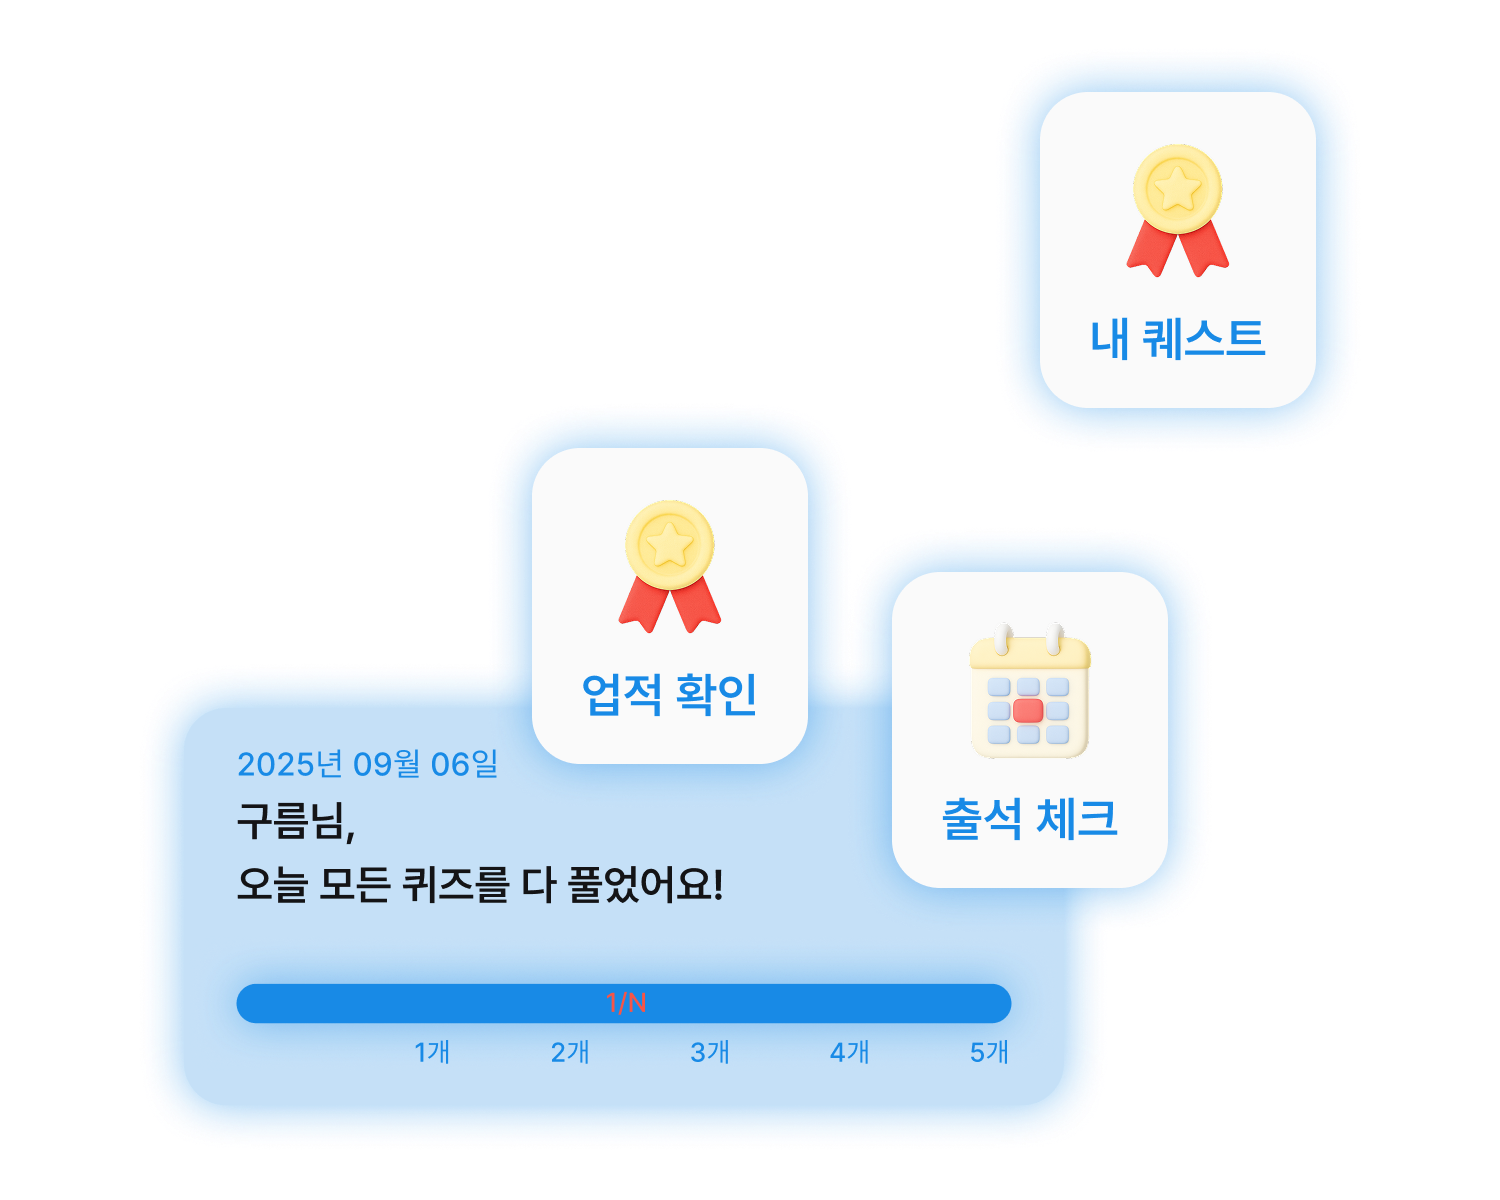 내 퀘스트
업적 확인
출석 체크
2025년 09월 06일
구름님,
오늘 모든 퀴즈를 다 풀었어요!
1/N
1개 2개 3개 4개 5개